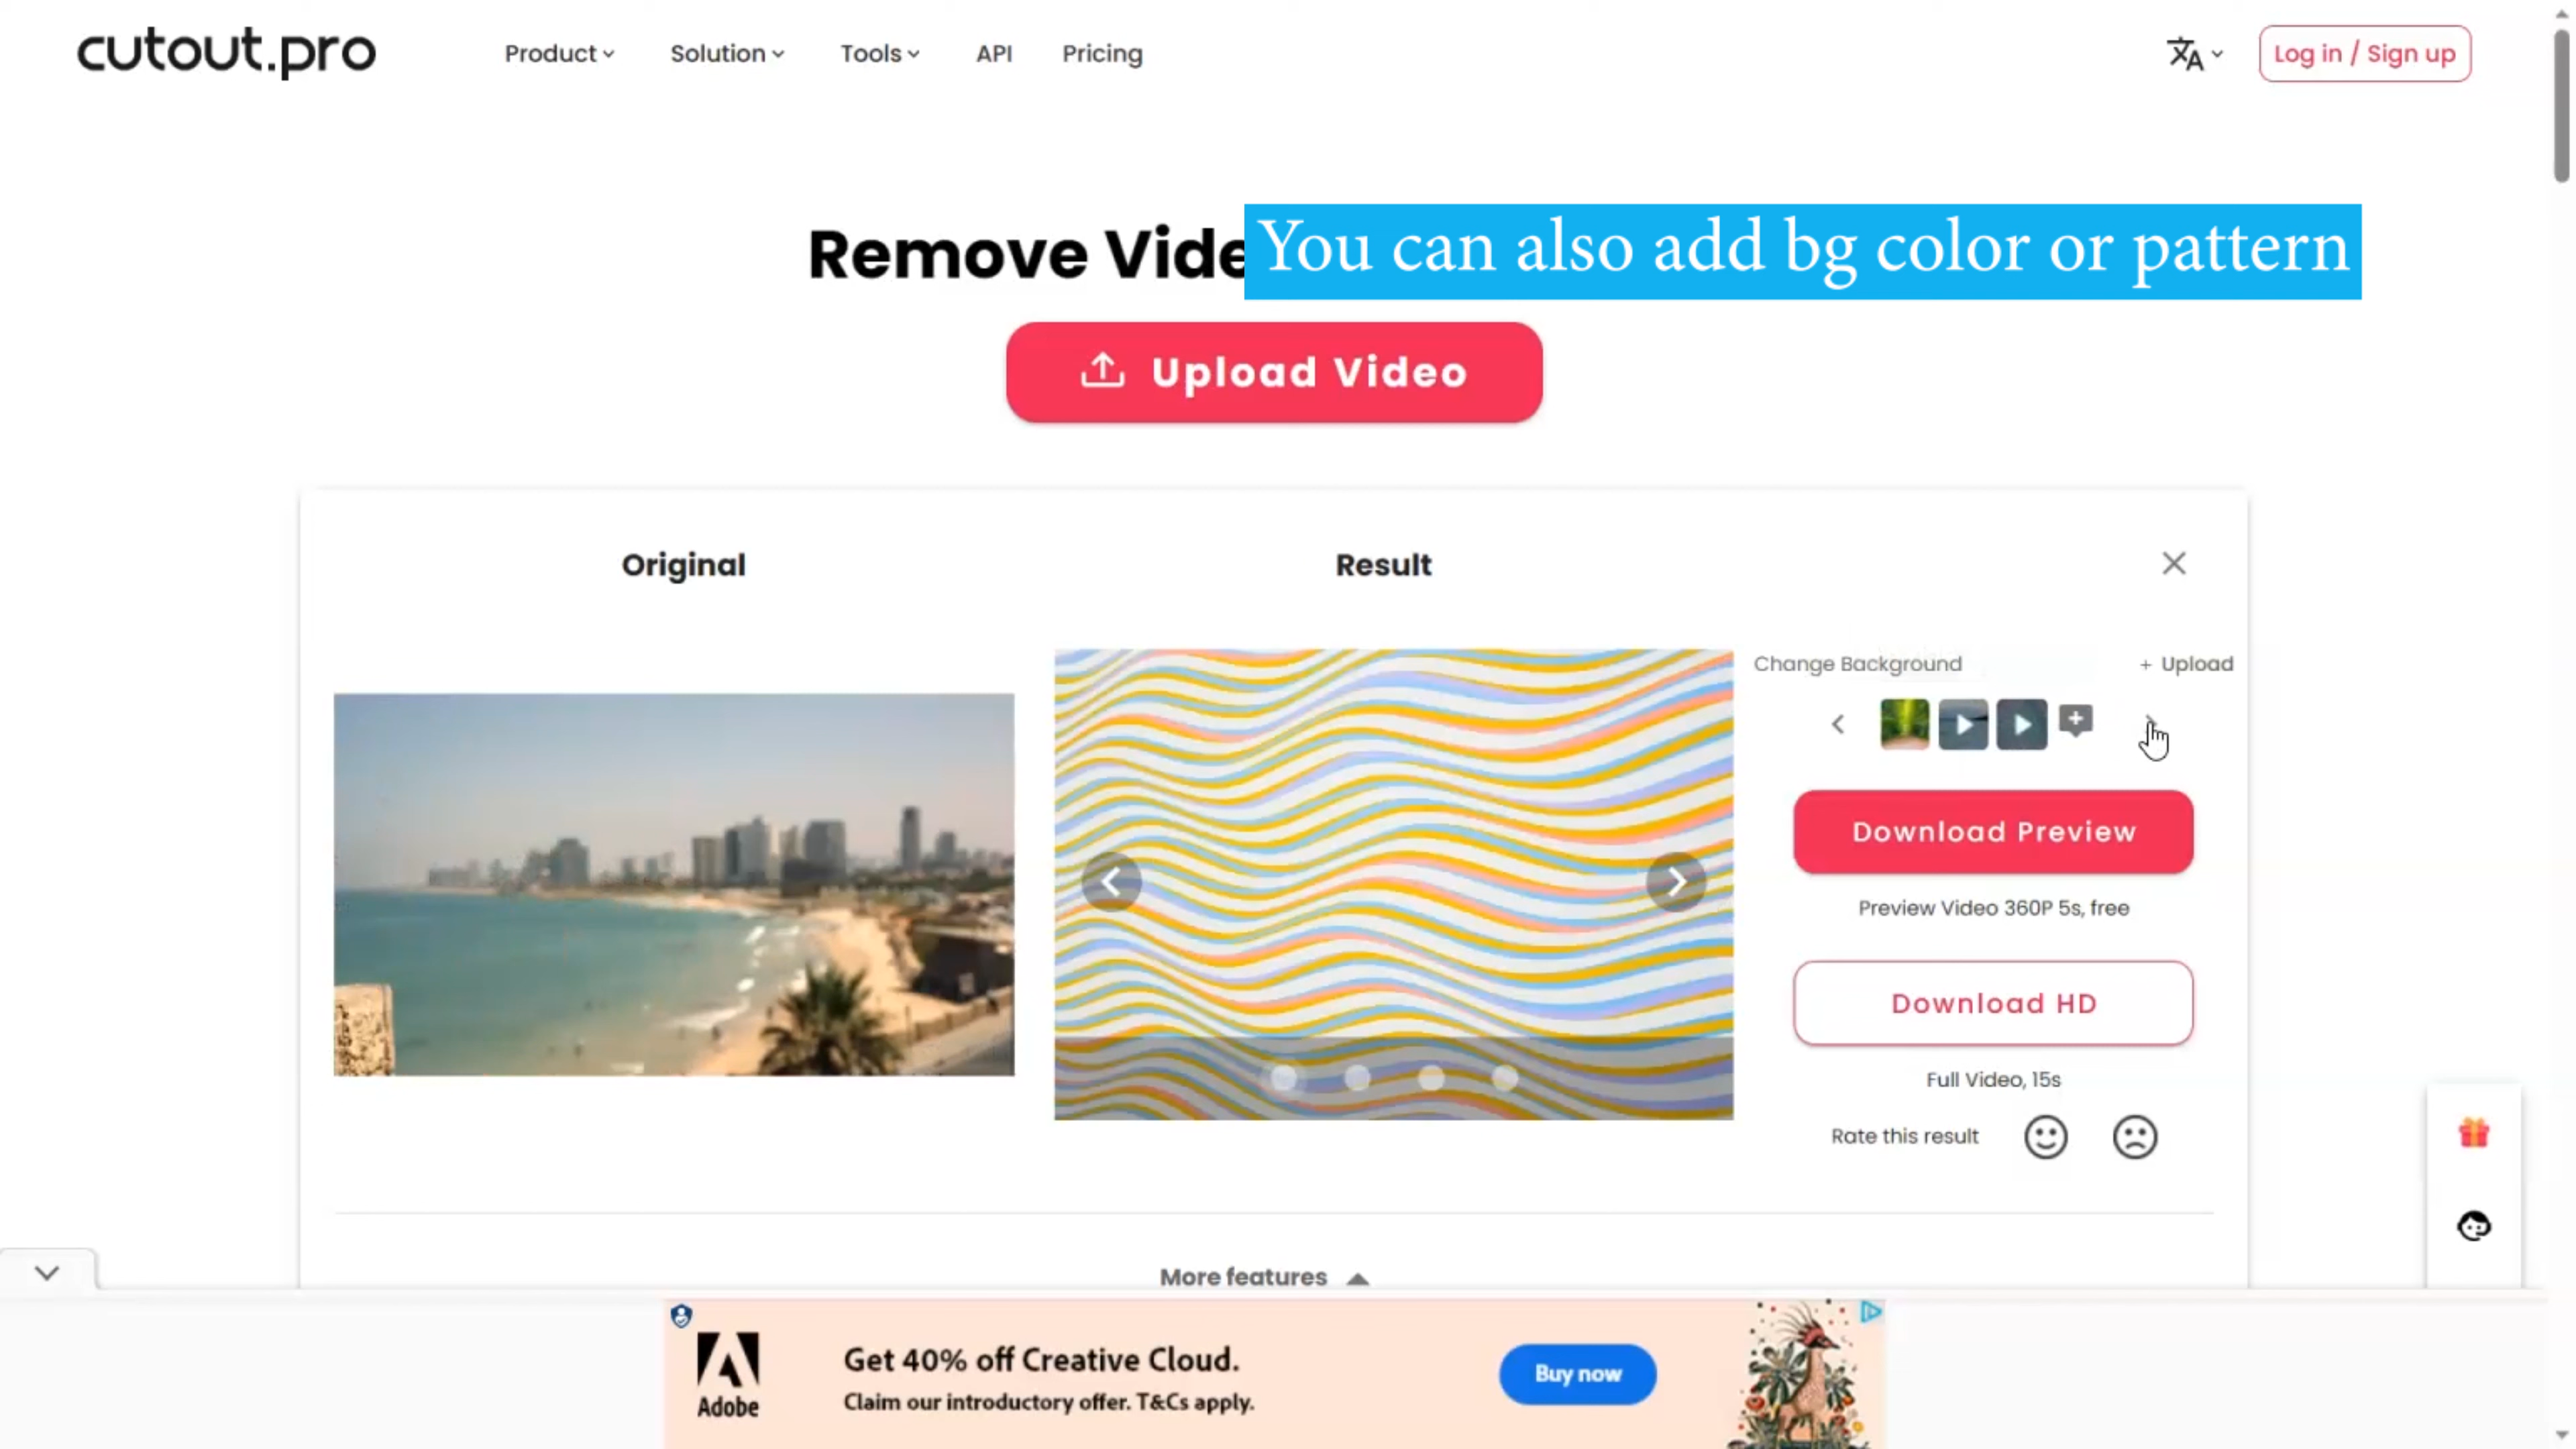 cutout.pro
Product
Solution
Tools
API
Pricing
Log in / Sign up
Remove Vide
You can also add bg color or pattern
Upload Video
Original
Result
Change Background
+ Upload
Download Preview
Preview Video 360P 5s, free
Download HD
Full Video, 15s
Rate this result
More features
Adobe
Get 40% off Creative Cloud.
Claim our introductory offer. T&Cs apply.
Buy now